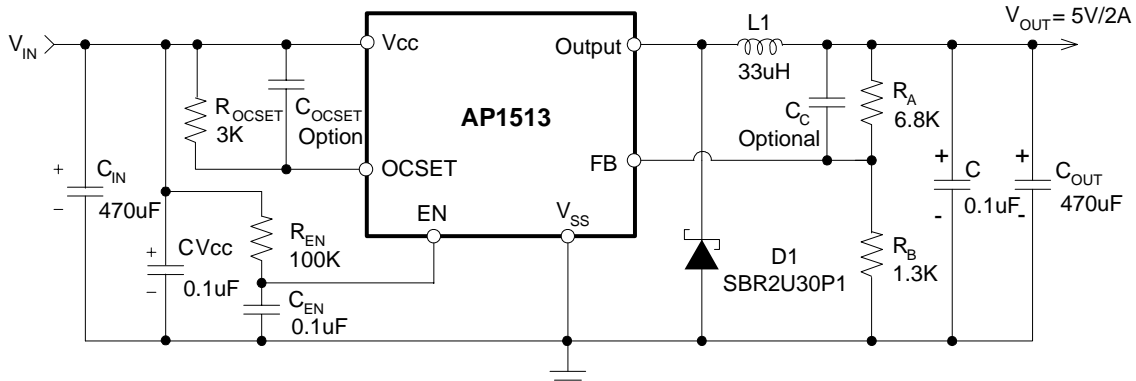 V_IN
Vcc
Output
L1
33uH
V_OUT = 5V/2A
R_OCSET
3K
C_OCSET
Option
AP1513
C_C
Optional
R_A
6.8K
OCSET
FB
+
C_IN
470uF
−
EN
V_SS
+
C
0.1uF
-
+
C_OUT
470uF
-
R_EN
100K
CVcc
+
0.1uF
−
C_EN
0.1uF
D1
SBR2U30P1
R_B
1.3K